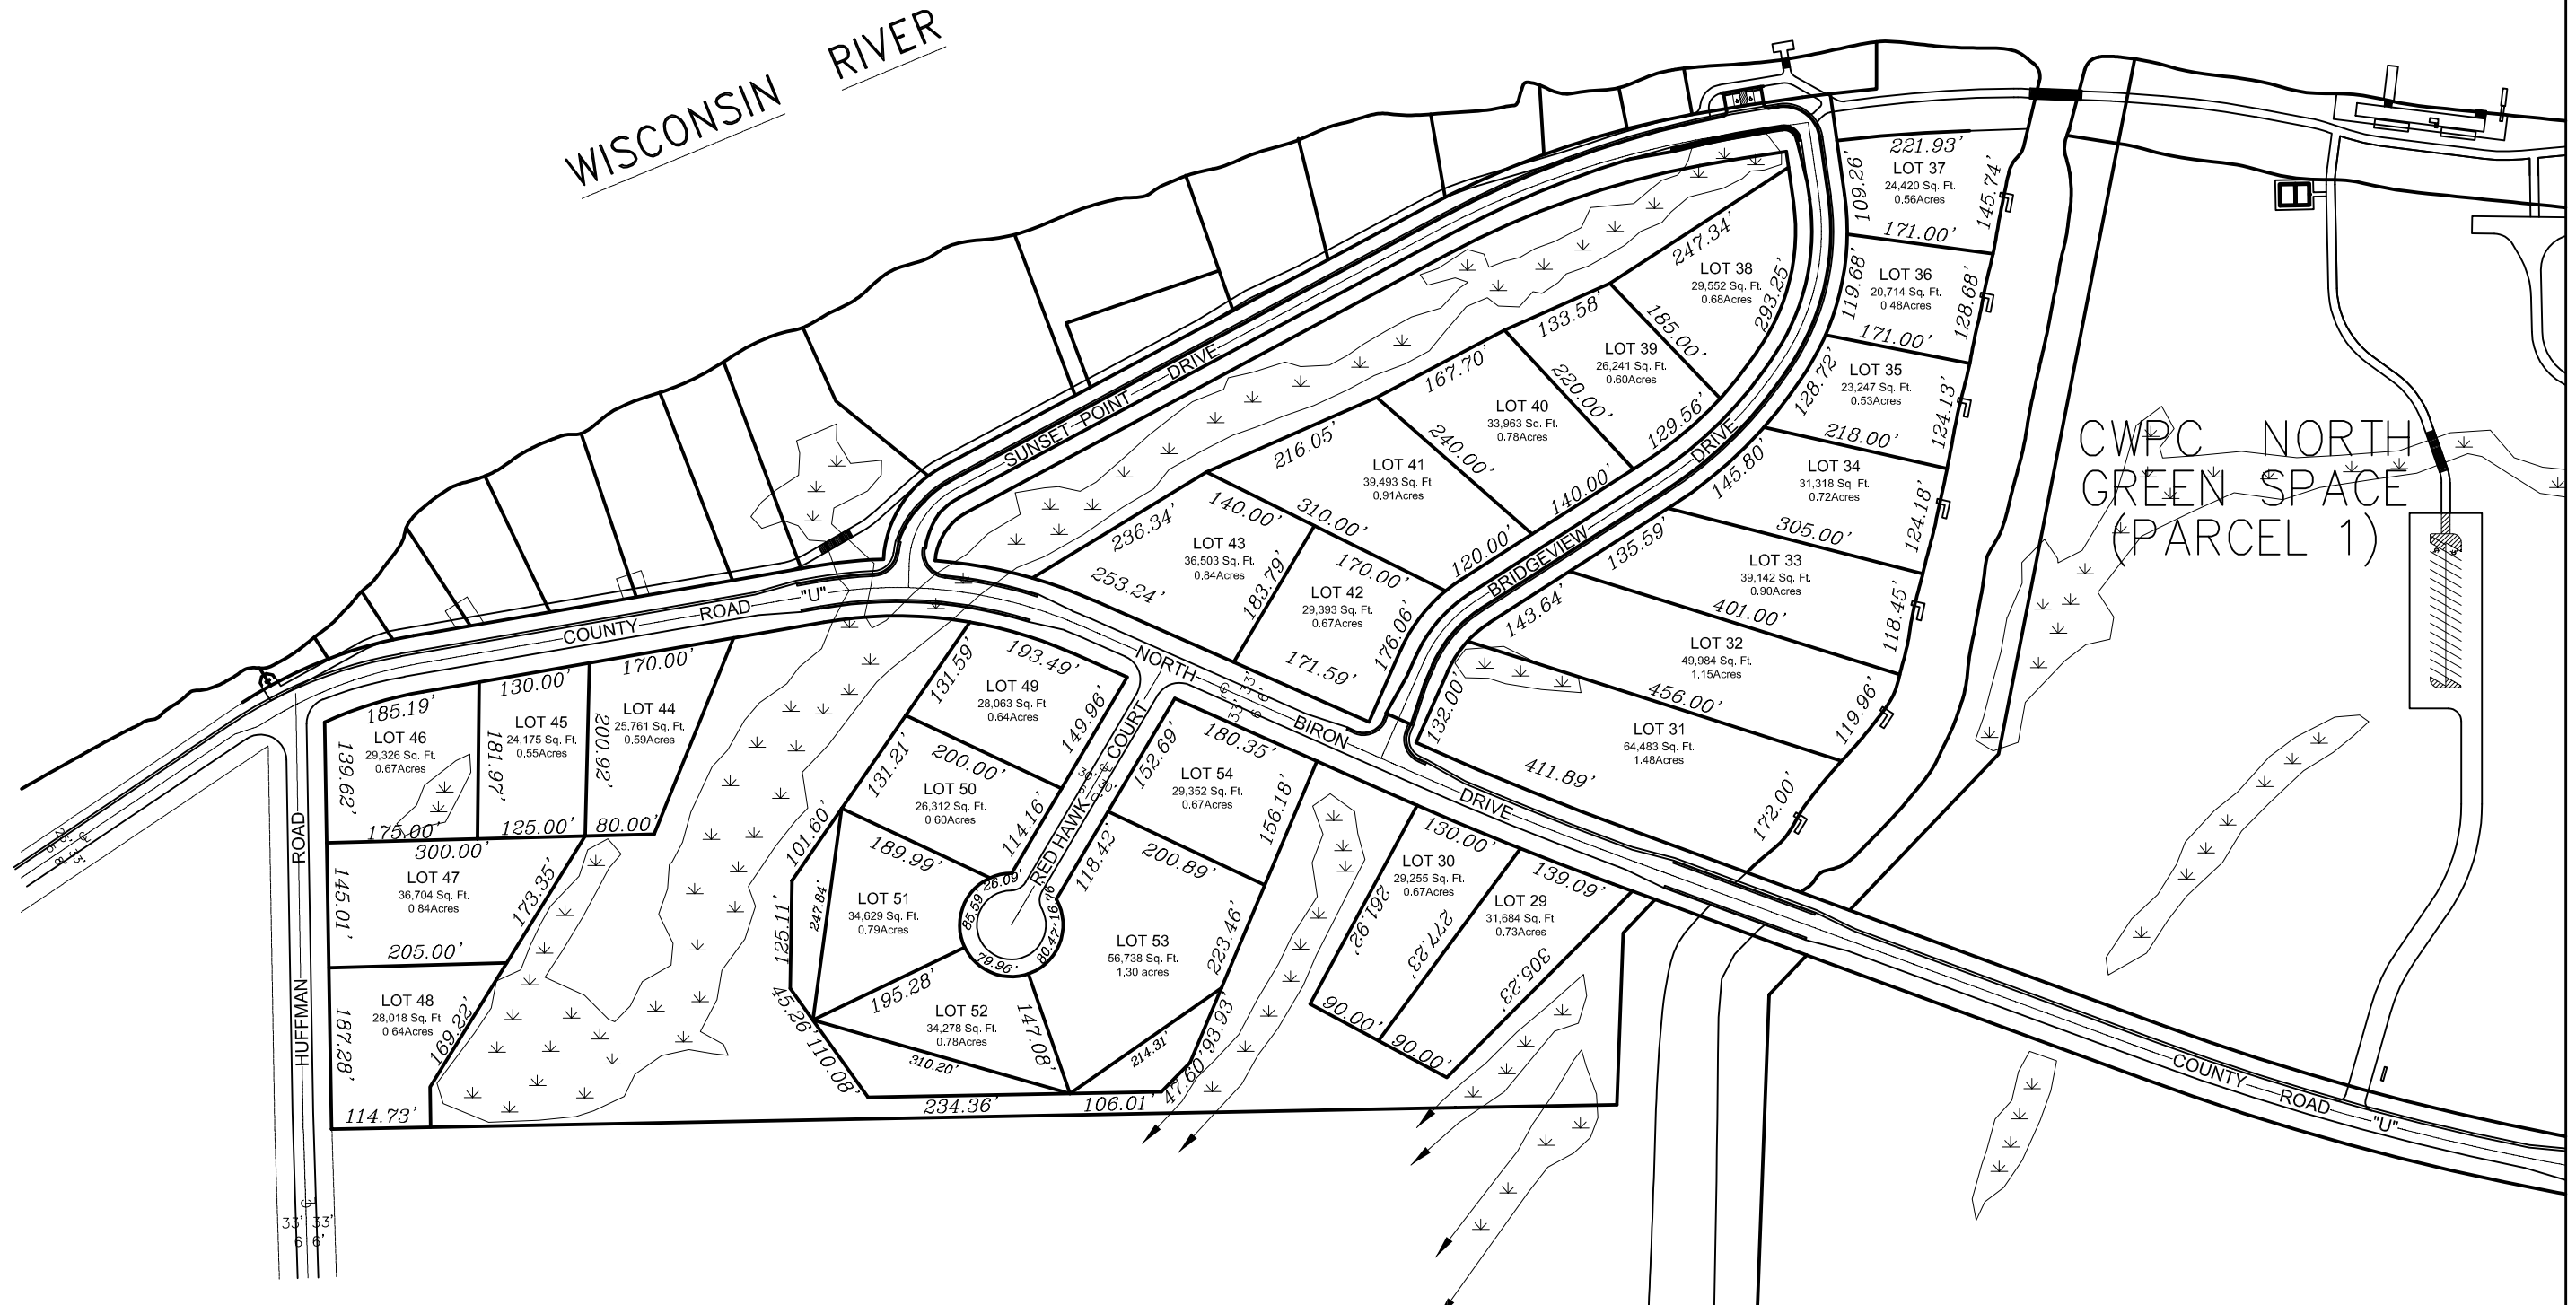 WISCONSIN RIVER
221.93'
LOT 37
24,420 Sq. Ft.
0.56Acres
109.26'
145.74'
171.00'
LOT 36
20,714 Sq. Ft.
0.48Acres
119.68'
128.68'
171.00'
LOT 35
23,247 Sq. Ft.
0.53Acres
128.72'
124.13'
218.00'
LOT 34
31,318 Sq. Ft.
0.72Acres
145.80'
124.18'
305.00'
LOT 33
39,142 Sq. Ft.
0.90Acres
135.59'
118.45'
401.00'
LOT 32
49,984 Sq. Ft.
1.15Acres
143.64'
119.96'
456.00'
LOT 31
64,483 Sq. Ft.
1.48Acres
132.00'
172.00'
411.89'
247.34'
LOT 38
29,552 Sq. Ft.
0.68Acres
293.25'
185.00'
133.58'
LOT 39
26,241 Sq. Ft.
0.60Acres
129.56'
220.00'
167.70'
LOT 40
33,963 Sq. Ft.
0.78Acres
140.00'
240.00'
216.05'
LOT 41
39,493 Sq. Ft.
0.91Acres
120.00'
310.00'
140.00'
170.00'
236.34'
LOT 43
36,503 Sq. Ft.
0.84Acres
253.24'
183.79'
LOT 42
29,393 Sq. Ft.
0.67Acres
176.06'
171.59'
SUNSET POINT DRIVE
BRIDGEVIEW DRIVE
CWPC NORTH
GREEN SPACE
(PARCEL 1)
COUNTY ROAD "U"
NORTH BIRON DRIVE
COUNTY ROAD "U"
HUFFMAN ROAD
RED HAWK COURT
185.19'
LOT 46
29,326 Sq. Ft.
0.67Acres
139.62'
175.00'
130.00'
LOT 45
24,175 Sq. Ft.
0.55Acres
181.97'
125.00'
170.00'
LOT 44
25,761 Sq. Ft.
0.59Acres
200.92'
80.00'
300.00'
LOT 47
36,704 Sq. Ft.
0.84Acres
145.01'
173.35'
205.00'
LOT 48
28,018 Sq. Ft.
0.64Acres
187.28'
169.22'
114.73'
193.49'
LOT 49
28,063 Sq. Ft.
0.64Acres
131.59'
149.96'
200.00'
LOT 50
26,312 Sq. Ft.
0.60Acres
131.21'
114.16'
189.99'
26.09'
LOT 51
34,629 Sq. Ft.
0.79Acres
101.60'
125.11'
247.84'
85.59'
195.28'
45.26'
LOT 52
34,278 Sq. Ft.
0.78Acres
79.96'
147.08'
110.08'
310.20'
234.36'
180.35'
LOT 54
29,352 Sq. Ft.
0.67Acres
152.69'
156.18'
200.89'
118.42'
16.76'
80.47'
LOT 53
56,738 Sq. Ft.
1.30 acres
223.46'
214.31'
93.93'
47.60'
106.01'
130.00'
LOT 30
29,255 Sq. Ft.
0.67Acres
261.92'
90.00'
139.09'
LOT 29
31,684 Sq. Ft.
0.73Acres
277.23'
305.23'
90.00'
33' 33'
33' 33'